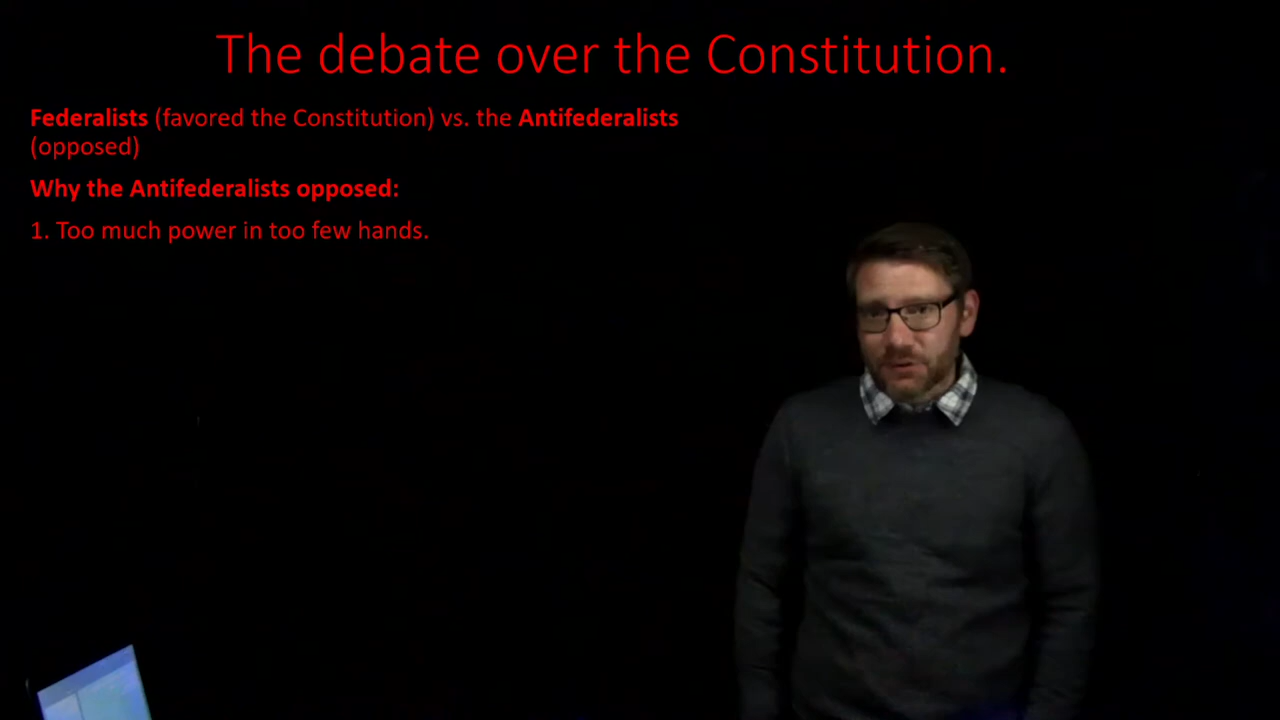 The debate over the Constitution.
Federalists (favored the Constitution) vs. the Antifederalists
(opposed)
Why the Antifederalists opposed:
1. Too much power in too few hands.